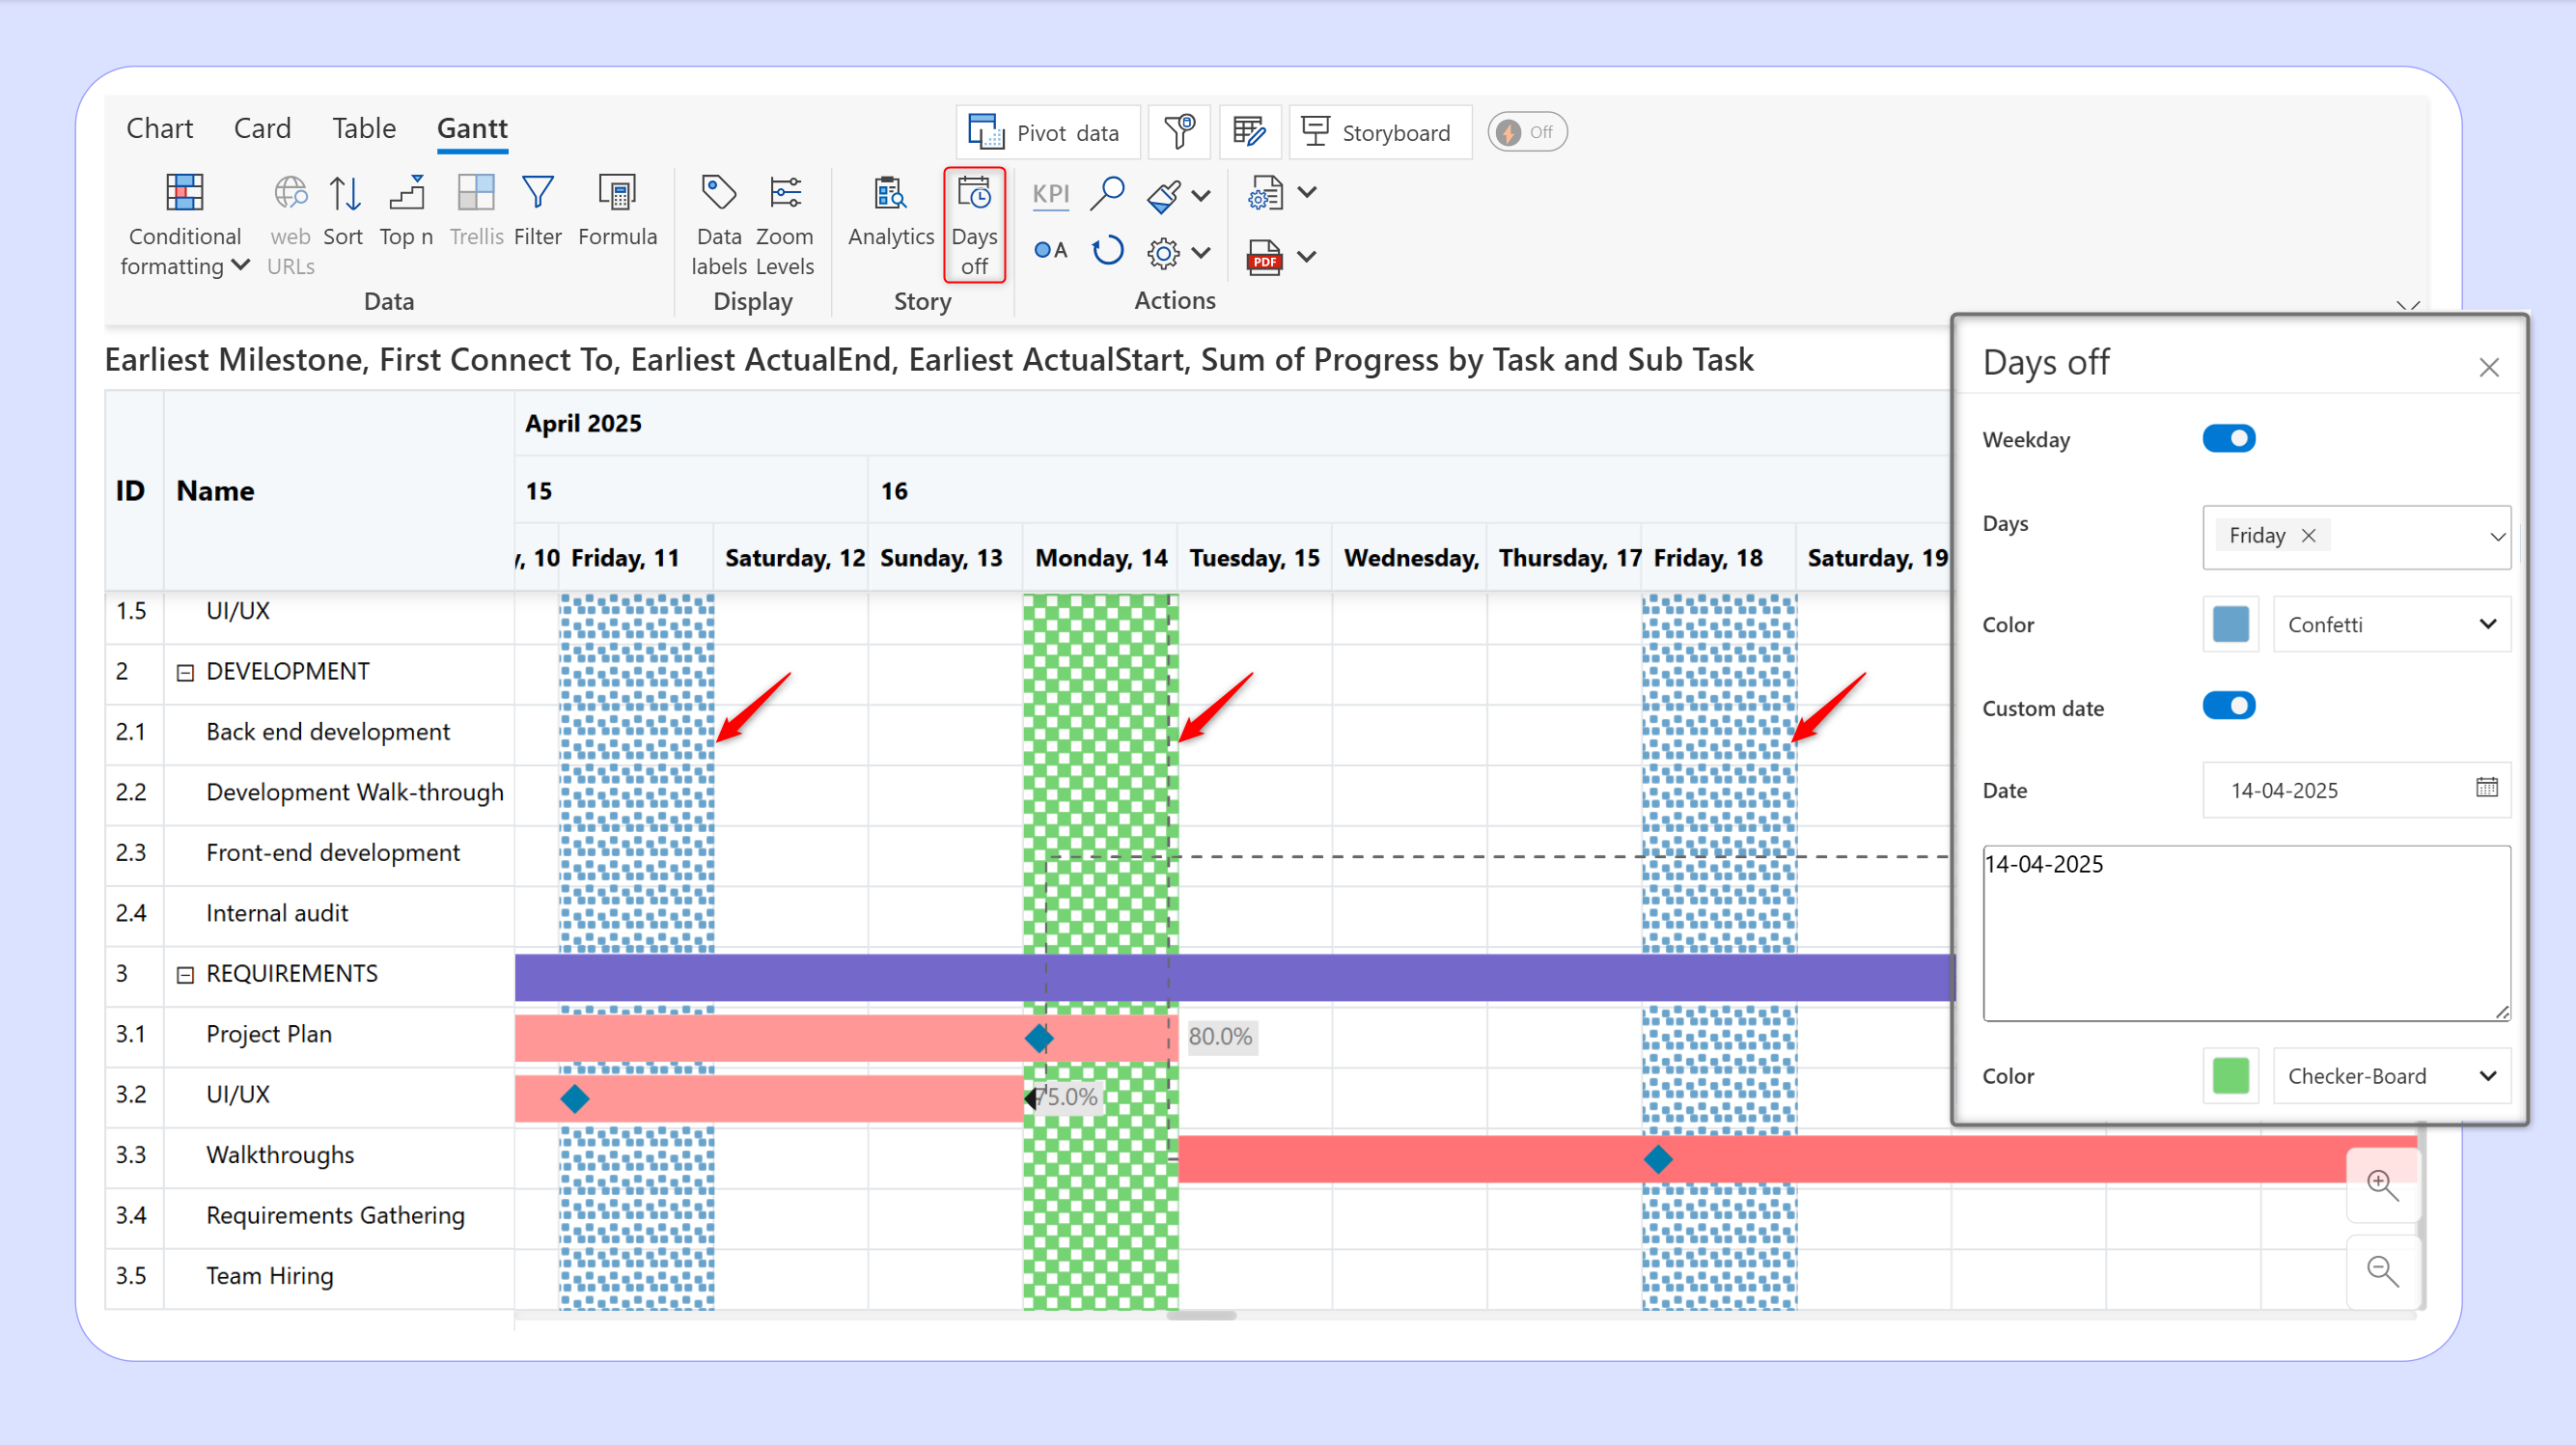 Chart Card Table Gantt
Pivot data
Storyboard
Off
Conditional formatting
web URLs
Sort
Top n
Trellis
Filter
Formula
Data
Data labels
Zoom Levels
Display
Analytics
Days off
Story
KPI
A
PDF
Actions
Earliest Milestone, First Connect To, Earliest ActualEnd, Earliest ActualStart, Sum of Progress by Task and Sub Task
ID Name
April 2025
15 16
, 10 Friday, 11 Saturday, 12 Sunday, 13 Monday, 14 Tuesday, 15 Wednesday, Thursday, 17 Friday, 18 Saturday, 19
1.5 UI/UX
2 DEVELOPMENT
2.1 Back end development
2.2 Development Walk-through
2.3 Front-end development
2.4 Internal audit
3 REQUIREMENTS
3.1 Project Plan 80.0%
3.2 UI/UX 75.0%
3.3 Walkthroughs
3.4 Requirements Gathering
3.5 Team Hiring
Days off
Weekday
Days Friday
Color Confetti
Custom date
Date 14-04-2025
14-04-2025
Color Checker-Board